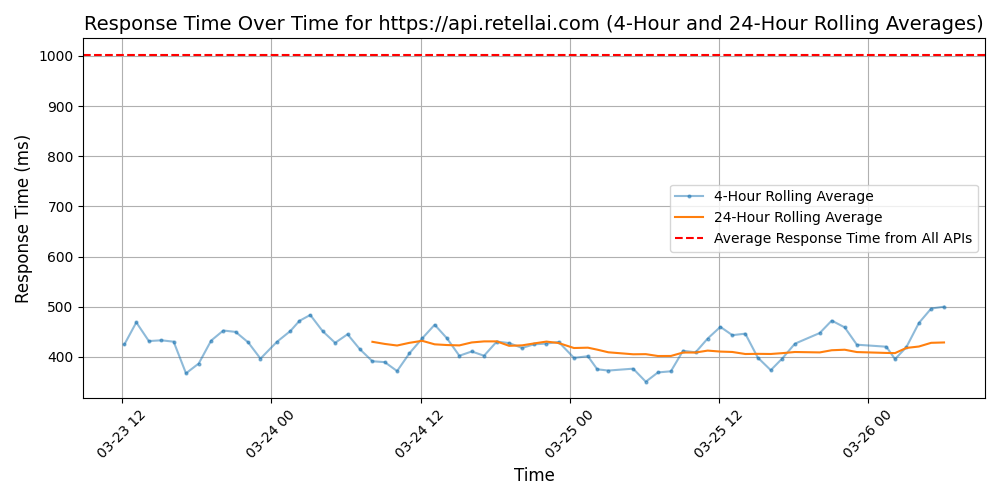 Response Time Over Time for https://api.retellai.com (4-Hour and 24-Hour Rolling Averages)
Response Time (ms)
1000
900
800
700
600
500
400
4-Hour Rolling Average
24-Hour Rolling Average
Average Response Time from All APIs
03-23 12
03-24 00
03-24 12
03-25 00
03-25 12
03-26 00
Time